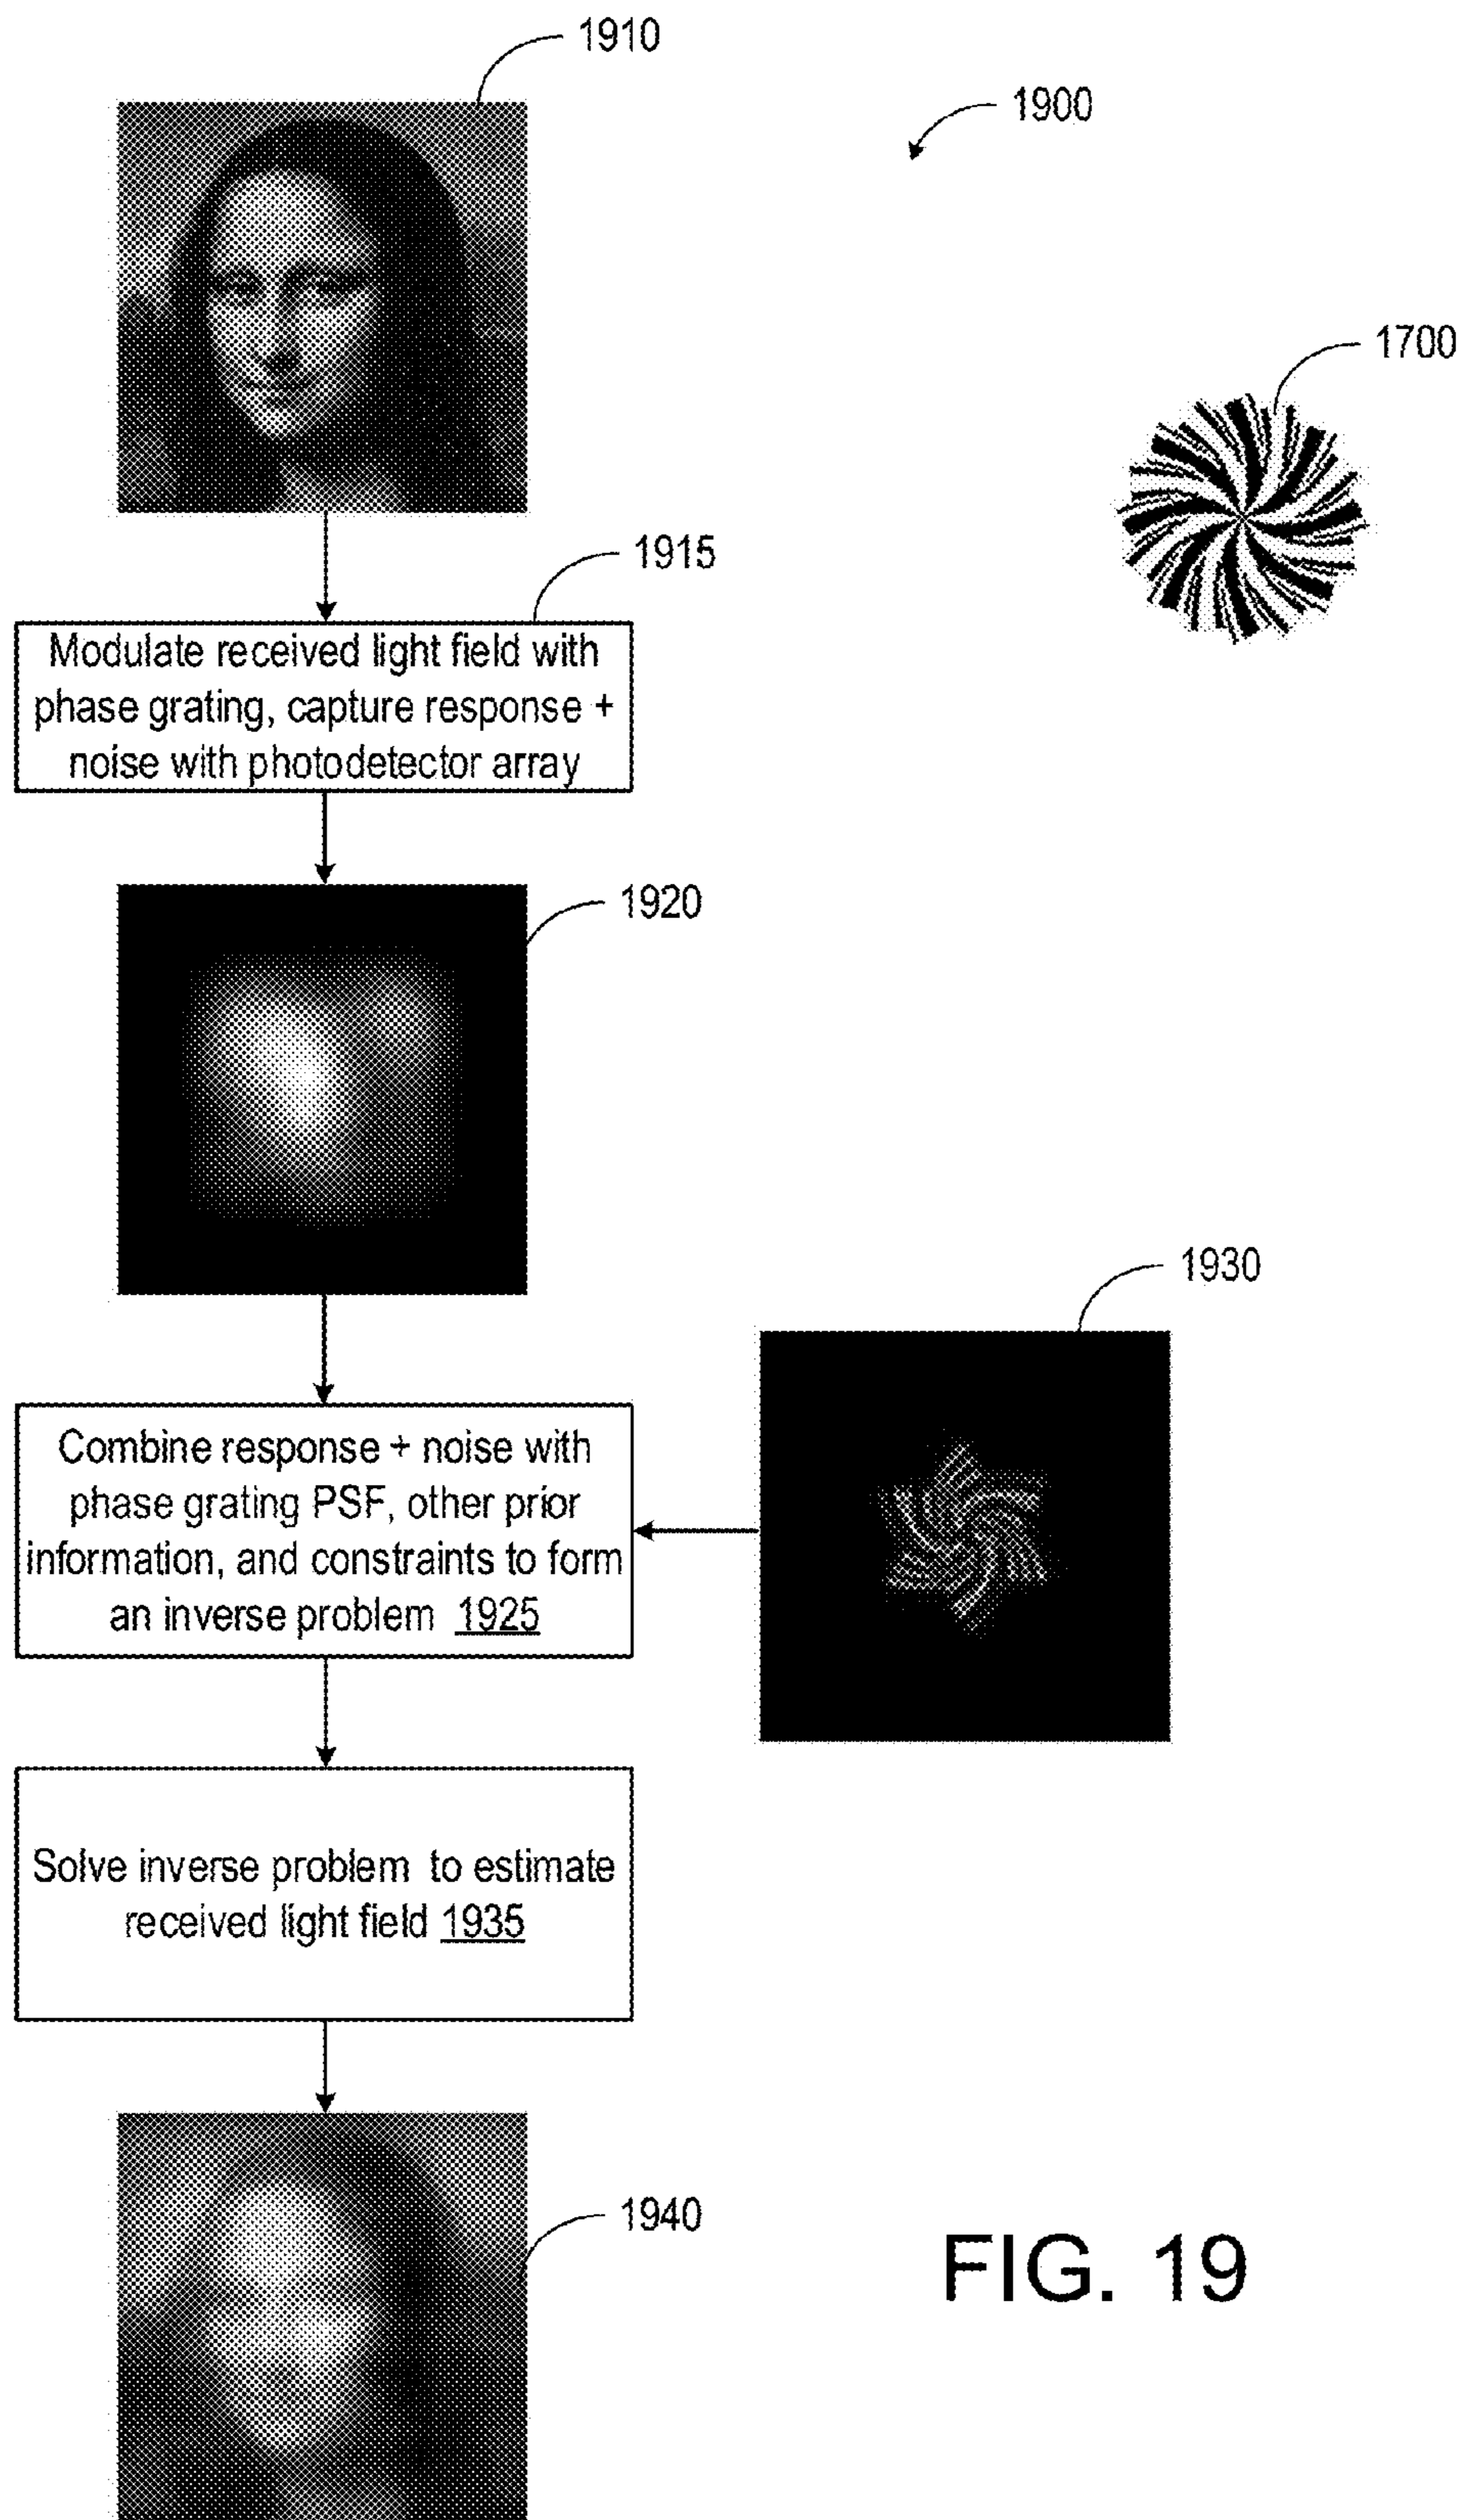 1910
1900
1700
1915
Modulate received light field with
phase grating, capture response +
noise with photodetector array
1920
1930
Combine response + noise with
phase grating PSF, other prior
information, and constraints to form
an inverse problem 1925
Solve inverse problem to estimate
received light field 1935
1940
FIG. 19